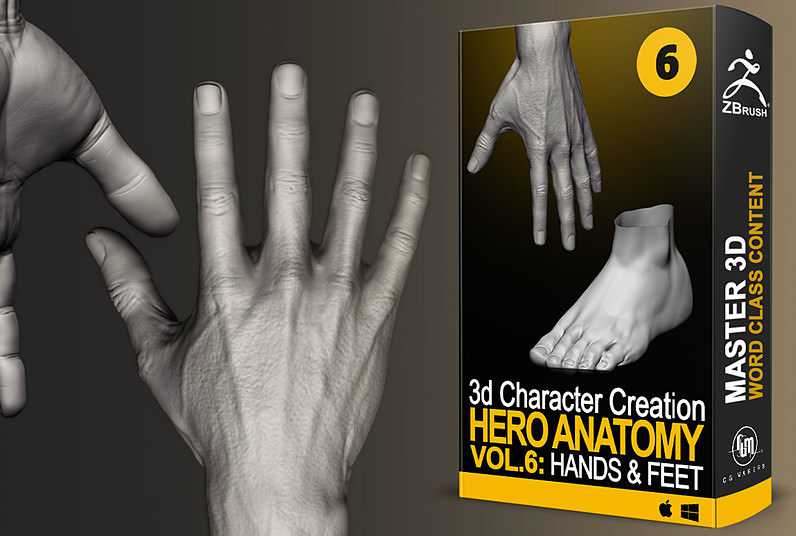 6
3d Character Creation
HERO ANATOMY
VOL.6: HANDS & FEET
ZBRUSH
MASTER 3D
WORD CLASS CONTENT
CG MAKERS